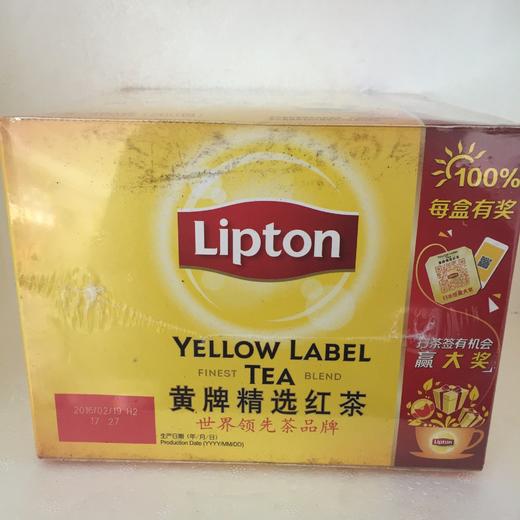 Lipton
YELLOW LABEL
FINEST TEA BLEND
黄牌精选红茶
世界领先茶品牌
2016/02/19 H2
17 27
生产日期（年/月/日）
Production Date (YYYY/MM/DD)
100%
每盒有奖
扫茶签有机会
赢大奖
Lipton